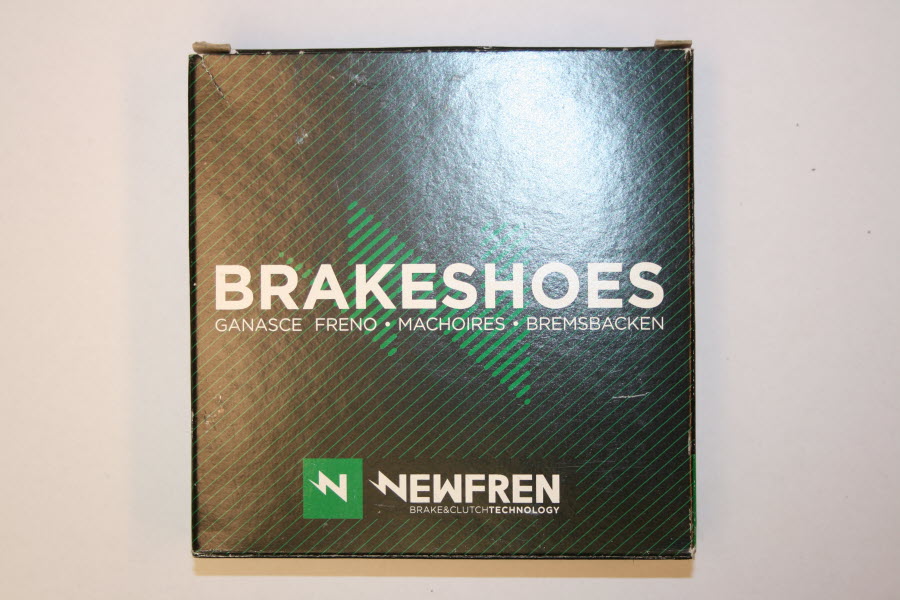 BRAKESHOES
GANASCE FRENO • MACHOIRES • BREMSBACKEN
N NEWFREN
BRAKE&CLUTCHTECHNOLOGY